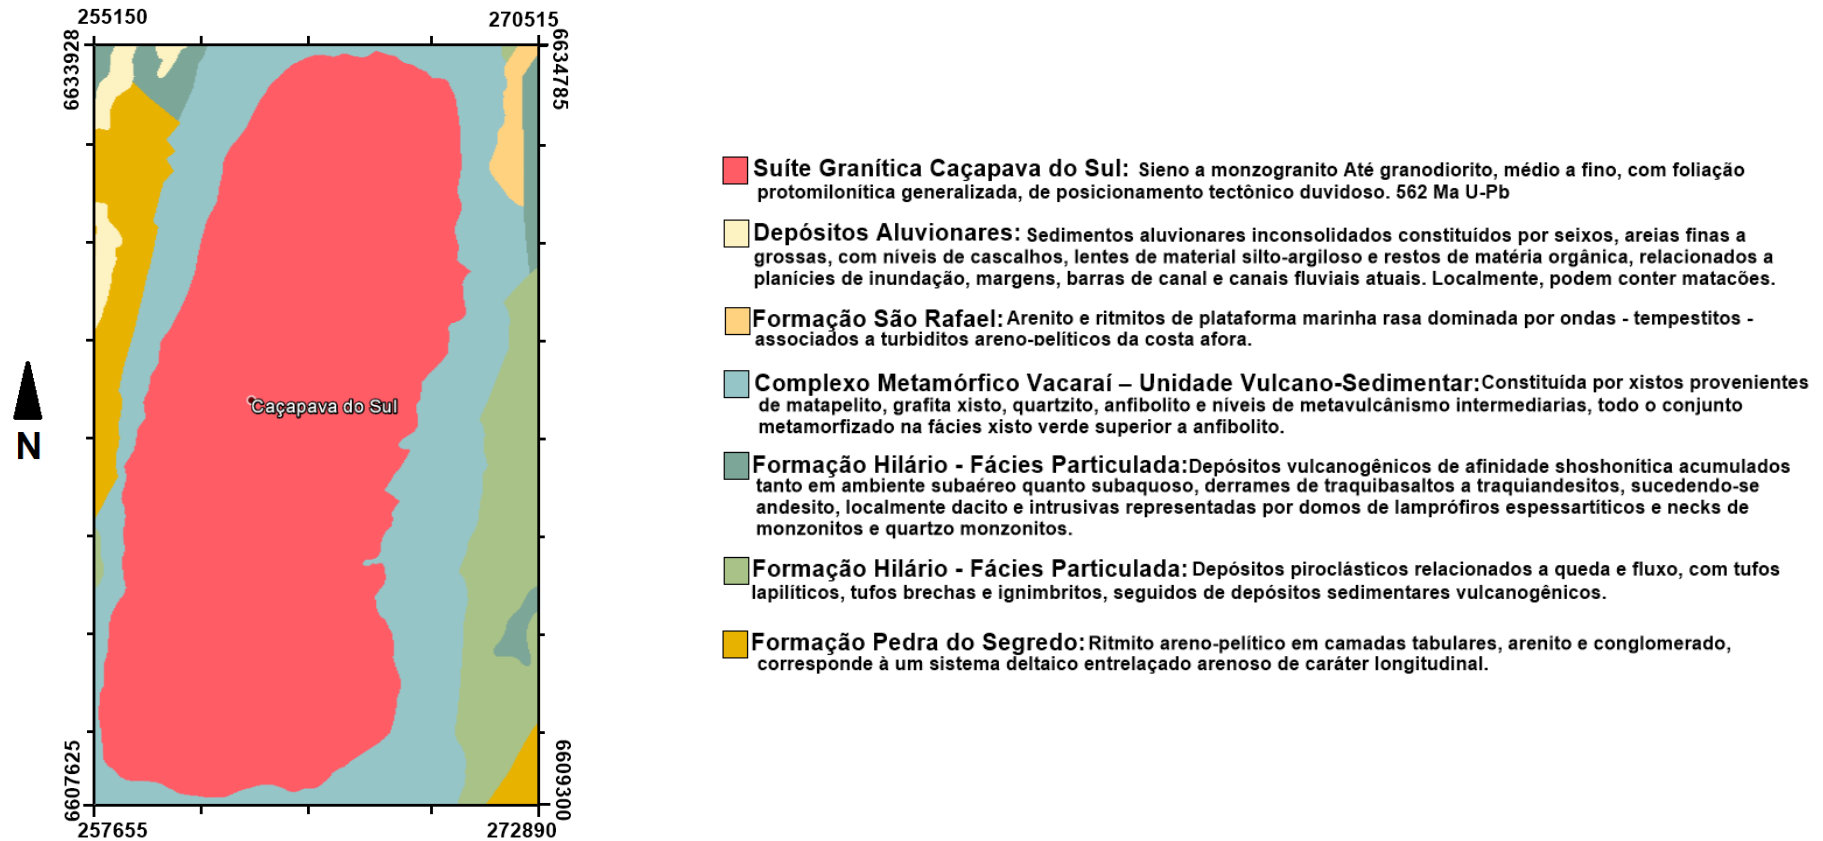 255150
270515
6633928
6634785
Caçapava do Sul
N
6607625
6609300
257655
272890
Suíte Granítica Caçapava do Sul: Sieno a monzogranito Até granodiorito, médio a fino, com foliação
protomilonítica generalizada, de posicionamento tectônico duvidoso. 562 Ma U-Pb
Depósitos Aluvionares: Sedimentos aluvionares inconsolidados constituídos por seixos, areias finas a
grossas, com níveis de cascalhos, lentes de material silto-argiloso e restos de matéria orgânica, relacionados a
planícies de inundação, margens, barras de canal e canais fluviais atuais. Localmente, podem conter matacões.
Formação São Rafael: Arenito e ritmitos de plataforma marinha rasa dominada por ondas - tempestitos -
associados a turbiditos areno-pelíticos da costa afora.
Complexo Metamórfico Vacaraí – Unidade Vulcano-Sedimentar: Constituída por xistos provenientes
de matapelito, grafita xisto, quartzito, anfibolito e níveis de metavulcânismo intermediarias, todo o conjunto
metamorfizado na fácies xisto verde superior a anfibolito.
Formação Hilário - Fácies Particulada: Depósitos vulcanogênicos de afinidade shoshonítica acumulados
tanto em ambiente subaéreo quanto subaquoso, derrames de traquibasaltos a traquiandesitos, sucedendo-se
andesito, localmente dacito e intrusivas representadas por domos de lamprófiros espessartíticos e necks de
monzonitos e quartzo monzonitos.
Formação Hilário - Fácies Particulada: Depósitos piroclásticos relacionados a queda e fluxo, com tufos
lapilíticos, tufos brechas e ignimbritos, seguidos de depósitos sedimentares vulcanogênicos.
Formação Pedra do Segredo: Ritmito areno-pelítico em camadas tabulares, arenito e conglomerado,
corresponde à um sistema deltaico entrelaçado arenoso de caráter longitudinal.